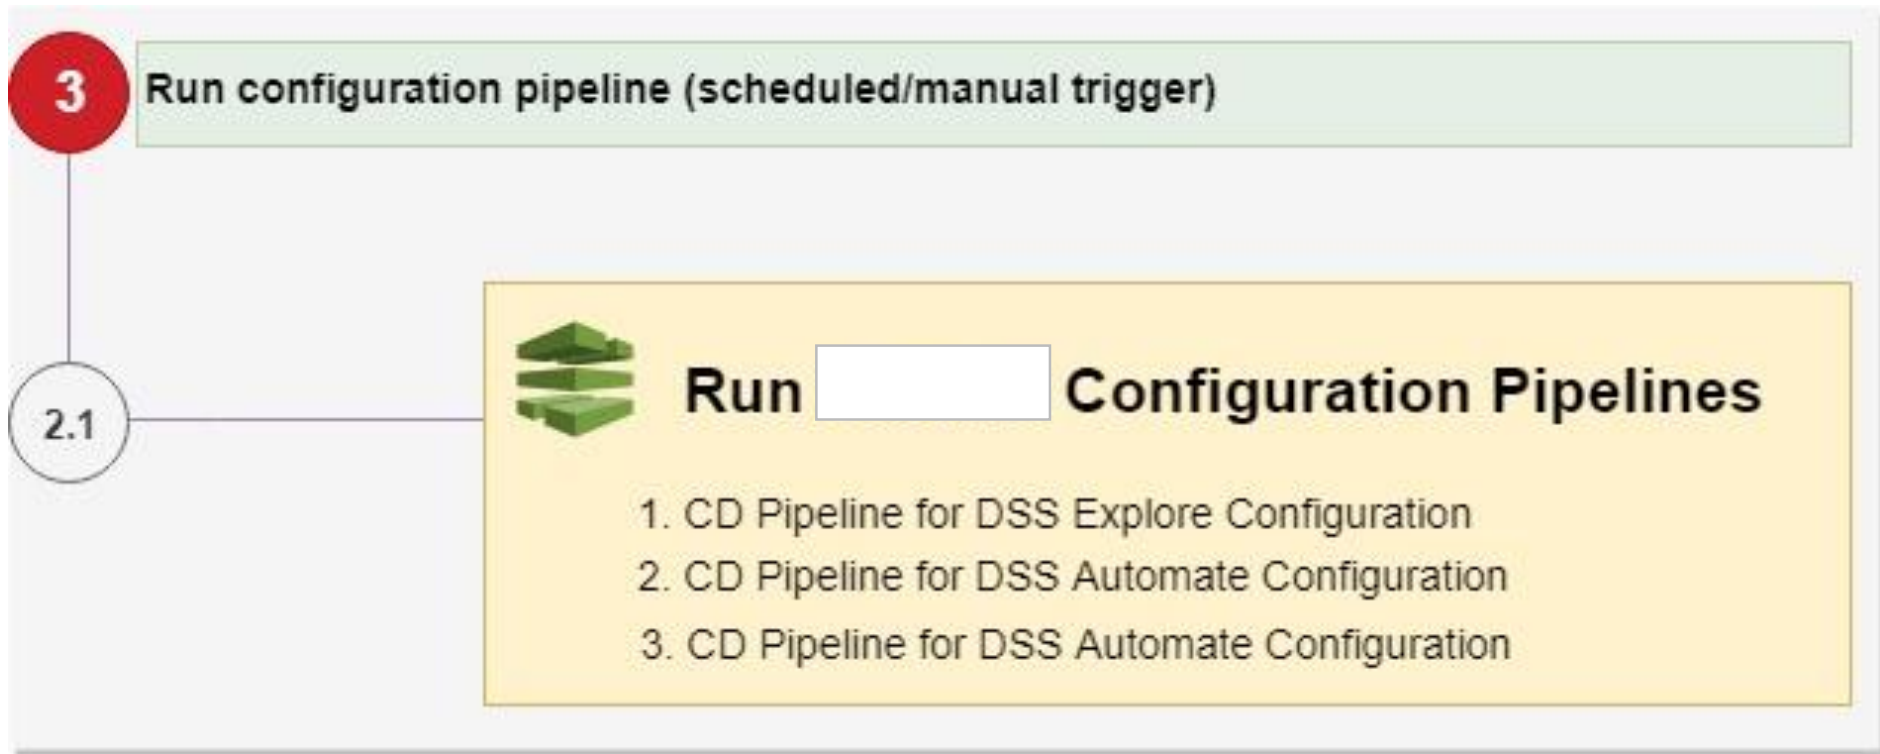 3
Run configuration pipeline (scheduled/manual trigger)
2.1
Run Configuration Pipelines
1. CD Pipeline for DSS Explore Configuration
2. CD Pipeline for DSS Automate Configuration
3. CD Pipeline for DSS Automate Configuration